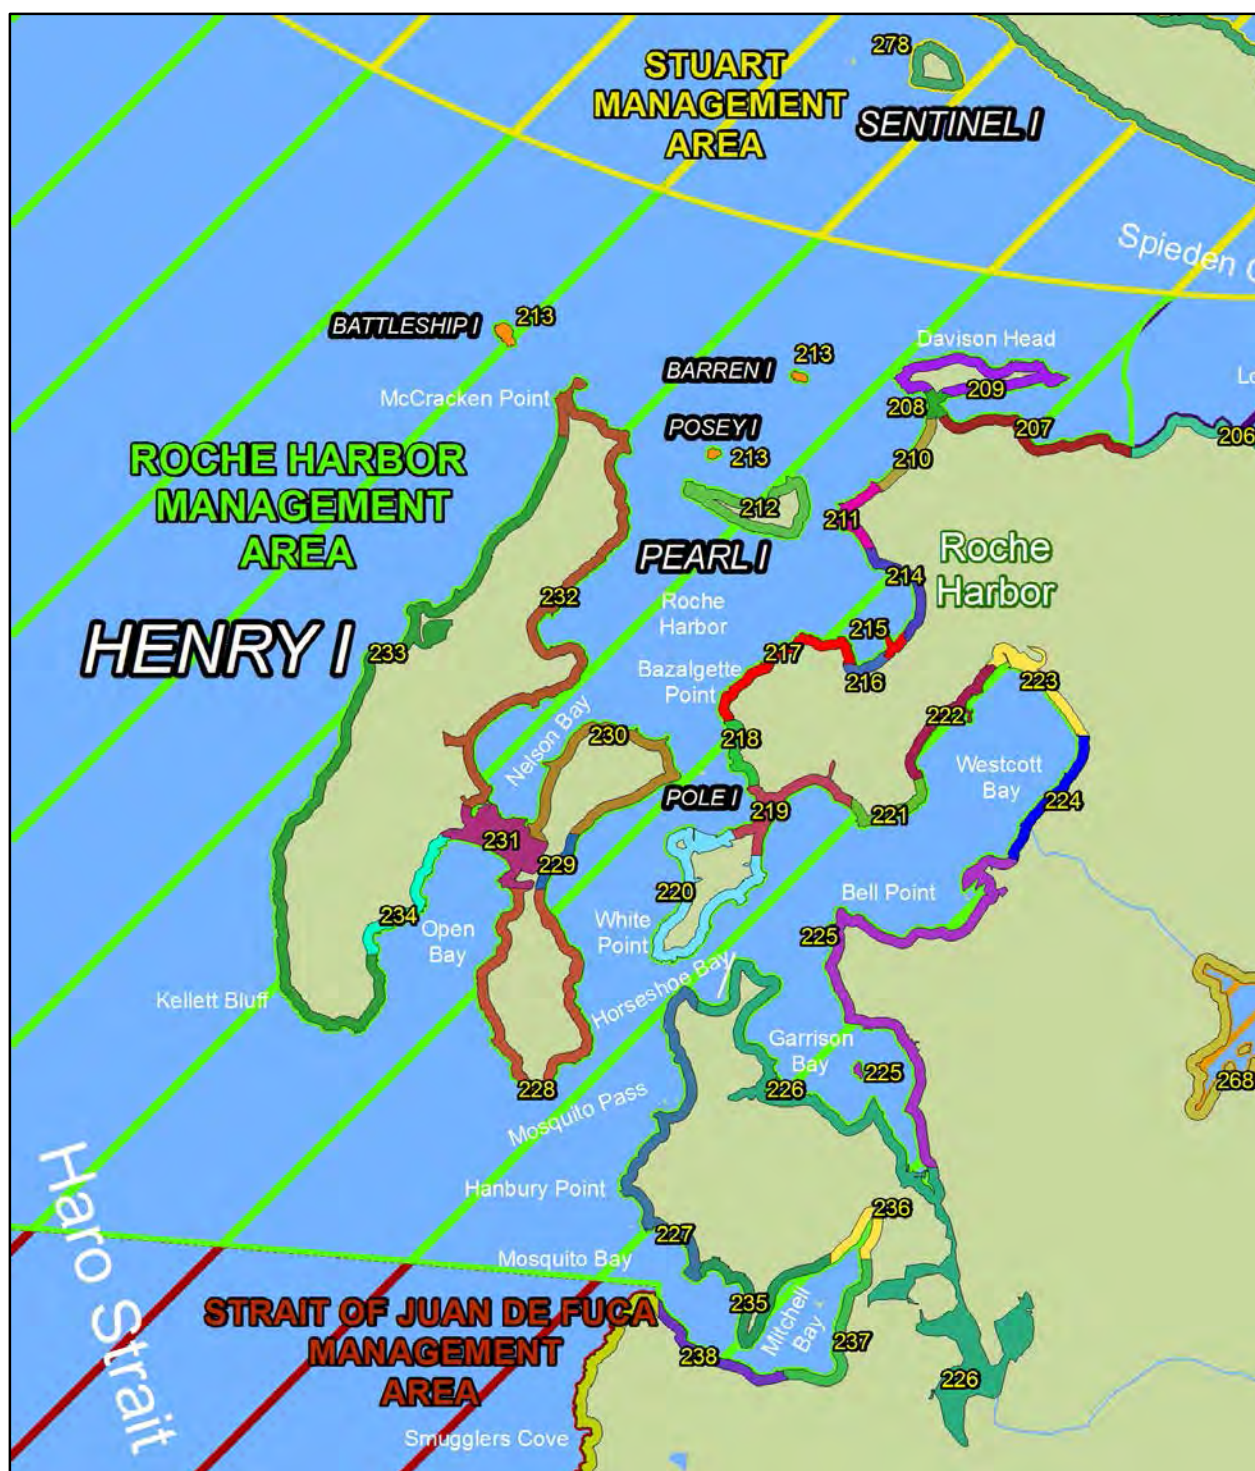 278
STUART
MANAGEMENT
AREA
SENTINEL I
Spieden C
BATTLESHIP I
213
BARREN I
213
Davison Head
209
McCracken Point
208
Lo
POSEY I
213
207
206
210
ROCHE HARBOR
MANAGEMENT
AREA
212
211
PEARL I
Roche
Harbor
214
Roche
Harbor
232
HENRY I
233
215
217
216
Bazalgette
Point
223
222
218
230
Nelson Bay
Westcott
Bay
POLE I
219
224
221
231
229
220
Bell Point
234
Open
Bay
White
Point
225
Kellett Bluff
Horseshoe Bay
Garrison
Bay
225
226
228
268
Mosquito Pass
Hanbury Point
236
227
Mosquito Bay
Haro Strait
STRAIT OF JUAN DE FUCA
MANAGEMENT
AREA
235
Mitchell
Bay
237
238
226
Smugglers Cove